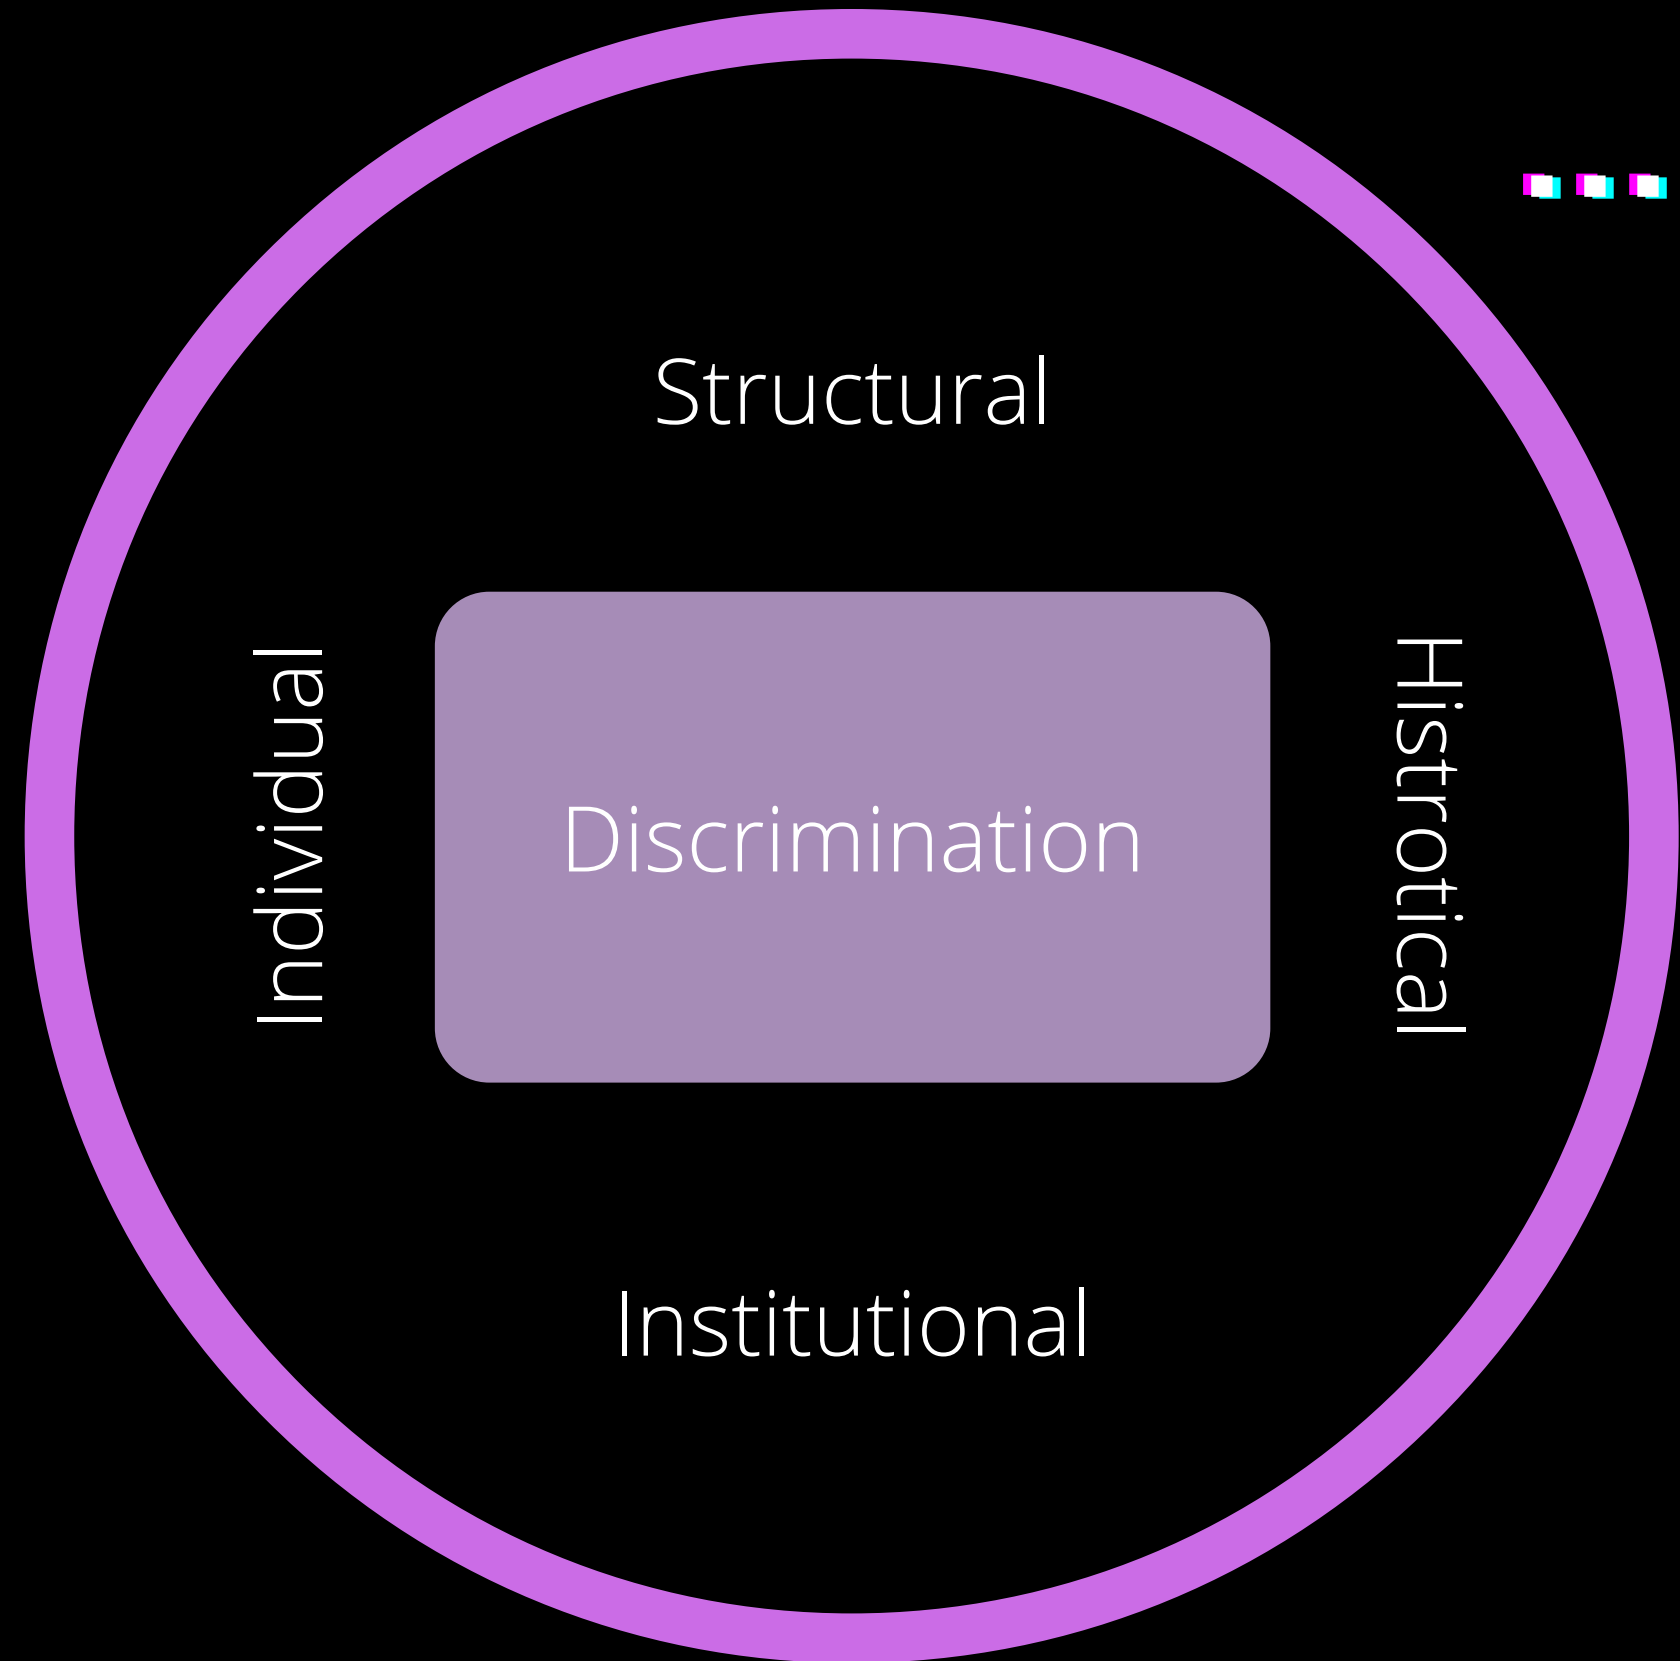 Structural
Individual
Discrimination
Histrotical
Institutional